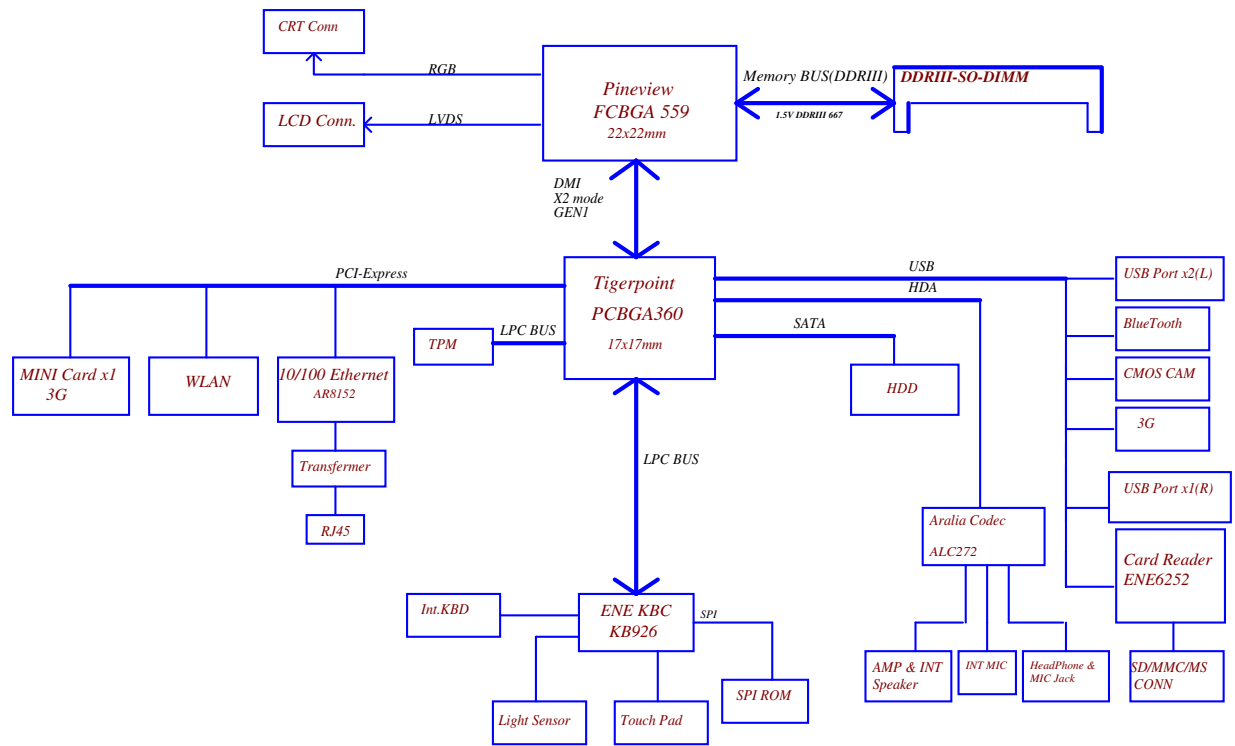 CRT Conn
RGB
LCD Conn.
LVDS
Pineview
FCBGA 559
22x22mm
Memory BUS(DDRIII)
1.5V DDRIII 667
DDRIII-SO-DIMM
DMI
X2 mode
GEN1
PCI-Express
Tigerpoint
PCBGA360
17x17mm
LPC BUS
TPM
USB
HDA
SATA
HDD
USB Port x2(L)
BlueTooth
CMOS CAM
3G
USB Port x1(R)
Card Reader
ENE6252
SD/MMC/MS
CONN
MINI Card x1
3G
WLAN
10/100 Ethernet
AR8152
Transfermer
RJ45
LPC BUS
Aralia Codec
ALC272
AMP & INT
Speaker
INT MIC
HeadPhone &
MIC Jack
Int.KBD
ENE KBC
KB926
SPI
SPI ROM
Light Sensor
Touch Pad